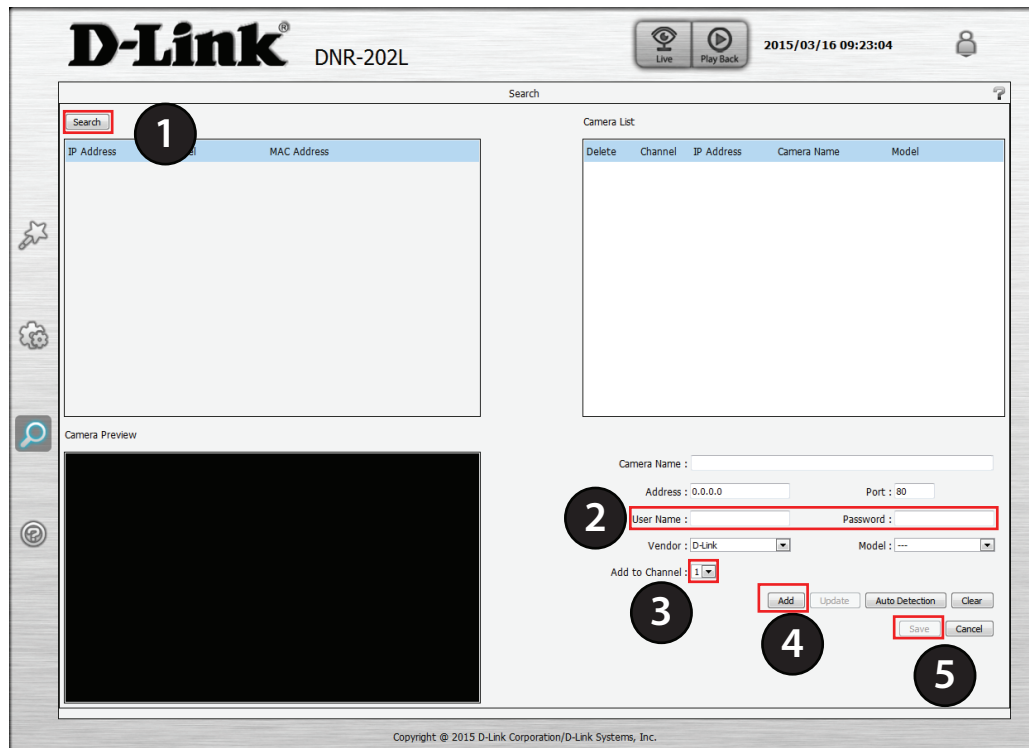 D-Link® DNR-202L
Live Play Back 2015/03/16 09:23:04
Search
Search
1
IP Address MAC Address
Camera List
Delete Channel IP Address Camera Name Model
Camera Preview
Camera Name :
Address : 0.0.0.0 Port : 80
2
User Name : Password :
Vendor : D-Link Model : ---
Add to Channel : 1
3
Add Update Auto Detection Clear
4
Save Cancel
5
Copyright @ 2015 D-Link Corporation/D-Link Systems, Inc.